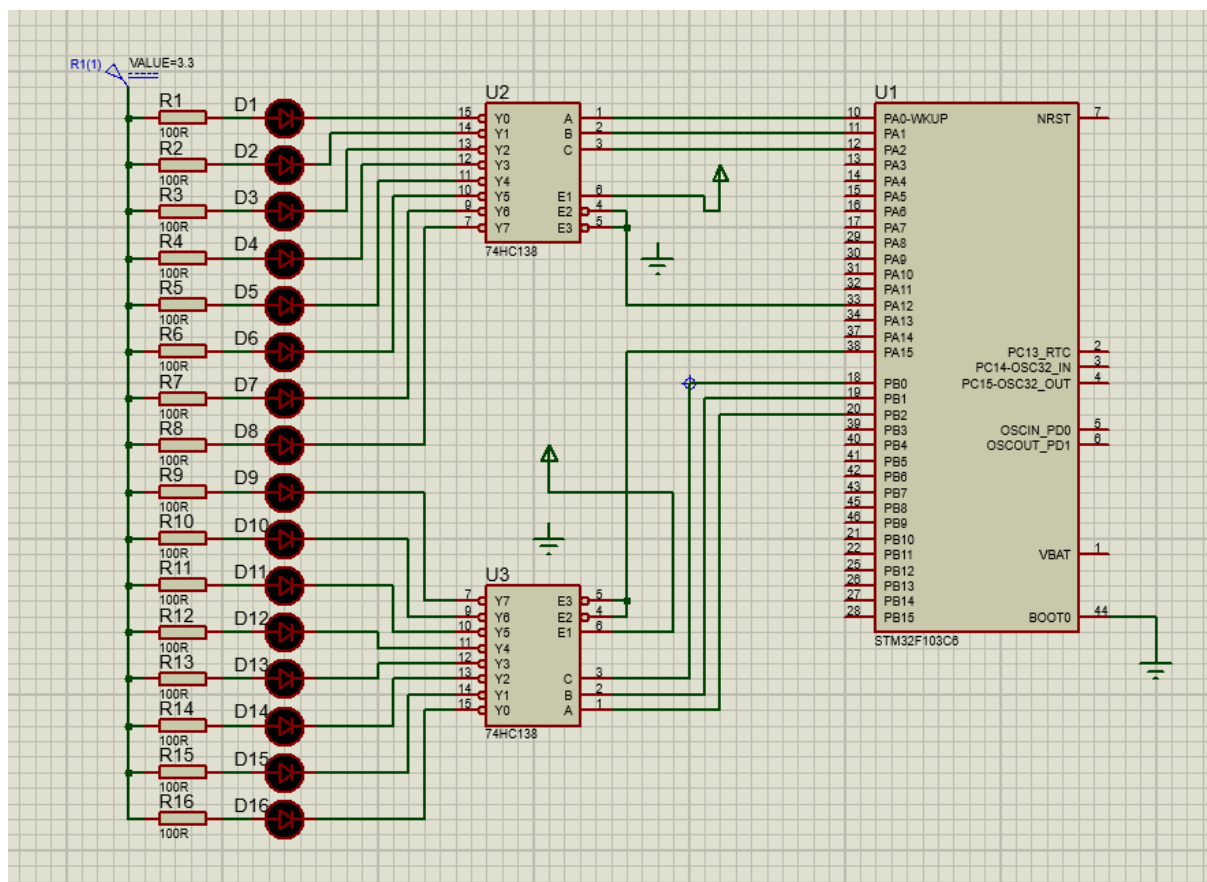 R1(1) VALUE=3.3
R1
100R
D1
R2
100R
D2
R3
100R
D3
R4
100R
D4
R5
100R
D5
R6
100R
D6
R7
100R
D7
R8
100R
D8
R9
100R
D9
R10
100R
D10
R11
100R
D11
R12
100R
D12
R13
100R
D13
R14
100R
D14
R15
100R
D15
R16
100R
D16
U2
15 Y0 A 1
14 Y1 B 2
13 Y2 C 3
12 Y3
11 Y4
10 Y5 E1 6
9 Y6 E2 4
7 Y7 E3 5
74HC138
U3
7 Y7 E3 5
9 Y6 E2 4
10 Y5 E1 6
11 Y4
12 Y3
13 Y2 C 3
14 Y1 B 2
15 Y0 A 1
74HC138
U1
10 PA0-WKUP NRST 7
11 PA1
12 PA2
13 PA3
14 PA4
15 PA5
16 PA6
17 PA7
29 PA8
30 PA9
31 PA10
32 PA11
33 PA12
34 PA13
37 PA14
38 PA15 PC13_RTC 2
PC14-OSC32_IN 3
18 PB0 PC15-OSC32_OUT 4
19 PB1
20 PB2
39 PB3 OSCIN_PD0 5
40 PB4 OSCOUT_PD1 6
41 PB5
42 PB6
43 PB7
45 PB8
46 PB9
21 PB10
22 PB11 VBAT 1
25 PB12
26 PB13
27 PB14
28 PB15 BOOT0 44
STM32F103C6